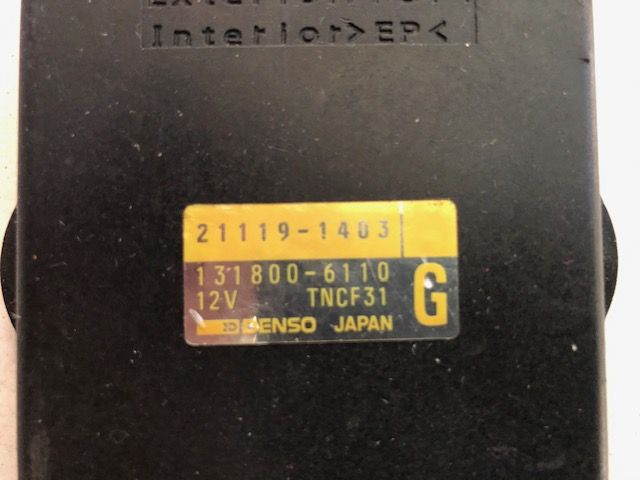 Interior>EP<
21119-1403
131800-6110
12V TNCF31
G
DENSO JAPAN